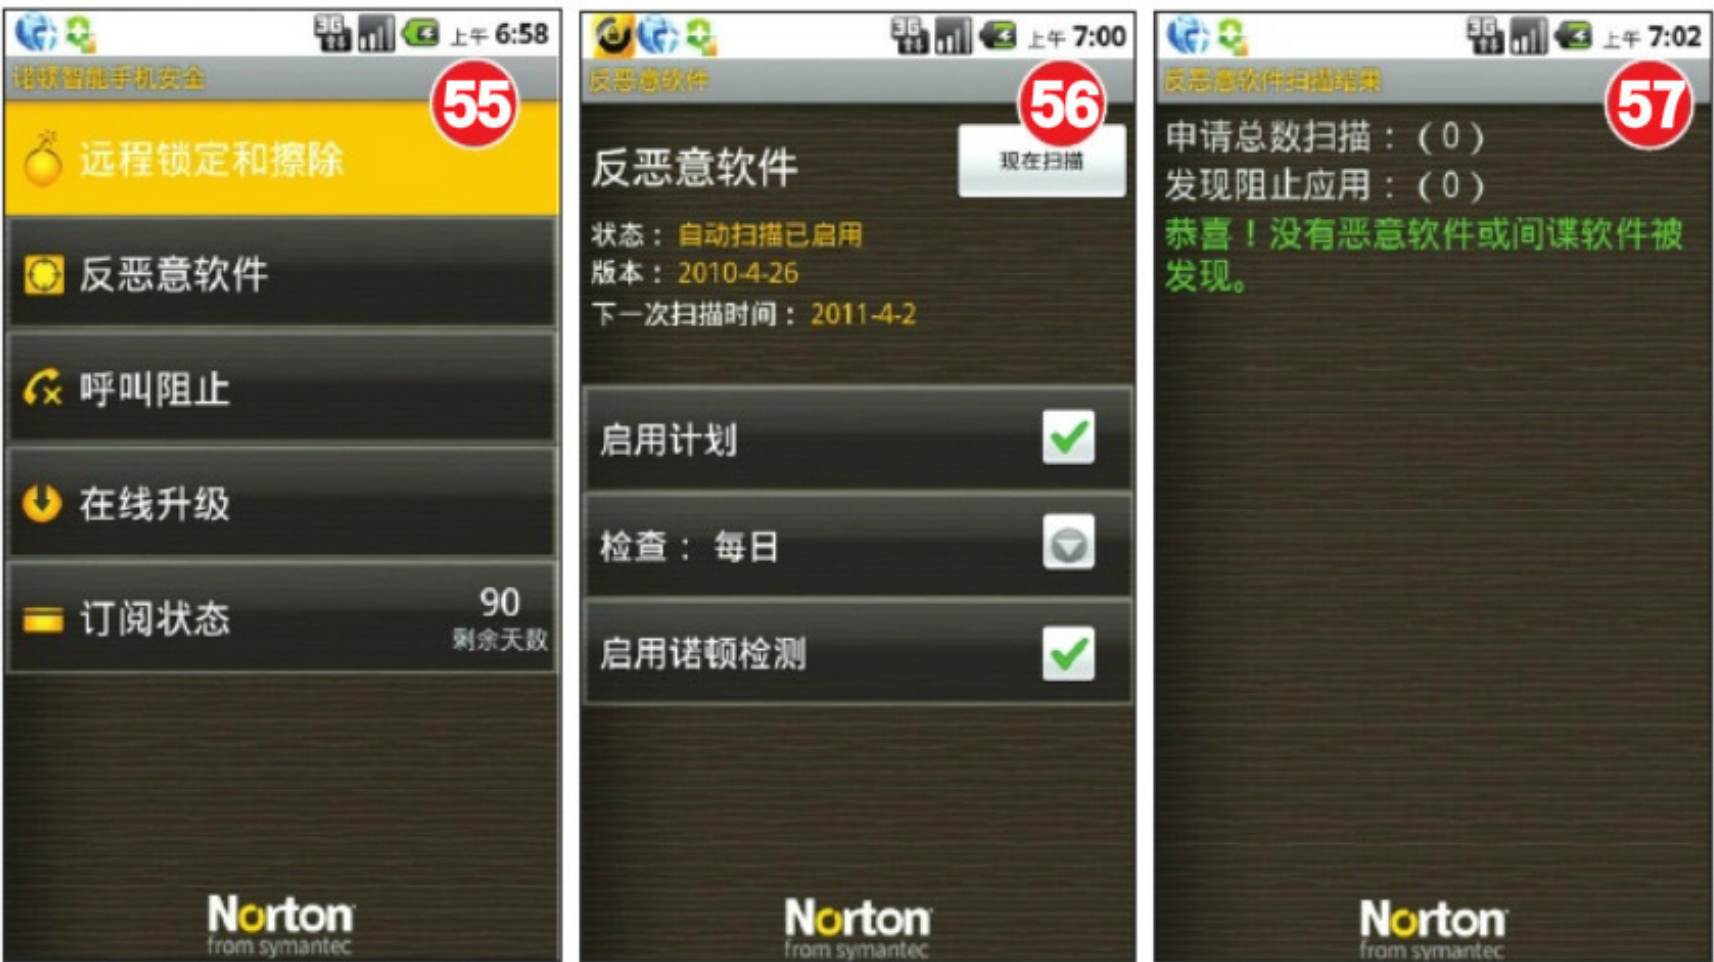 3G
上午 6:58
诺顿智能手机安全
55
远程锁定和擦除
反恶意软件
呼叫阻止
在线升级
订阅状态
90
剩余天数
Norton
from symantec
3G
上午 7:00
反恶意软件
56
反恶意软件
现在扫描
状态： 自动扫描已启用
版本： 2010-4-26
下一次扫描时间： 2011-4-2
启用计划
检查： 每日
启用诺顿检测
Norton
from symantec
3G
上午 7:02
反恶意软件扫描结果
57
申请总数扫描：(0)
发现阻止应用：(0)
恭喜！没有恶意软件或间谍软件被
发现。
Norton
from symantec